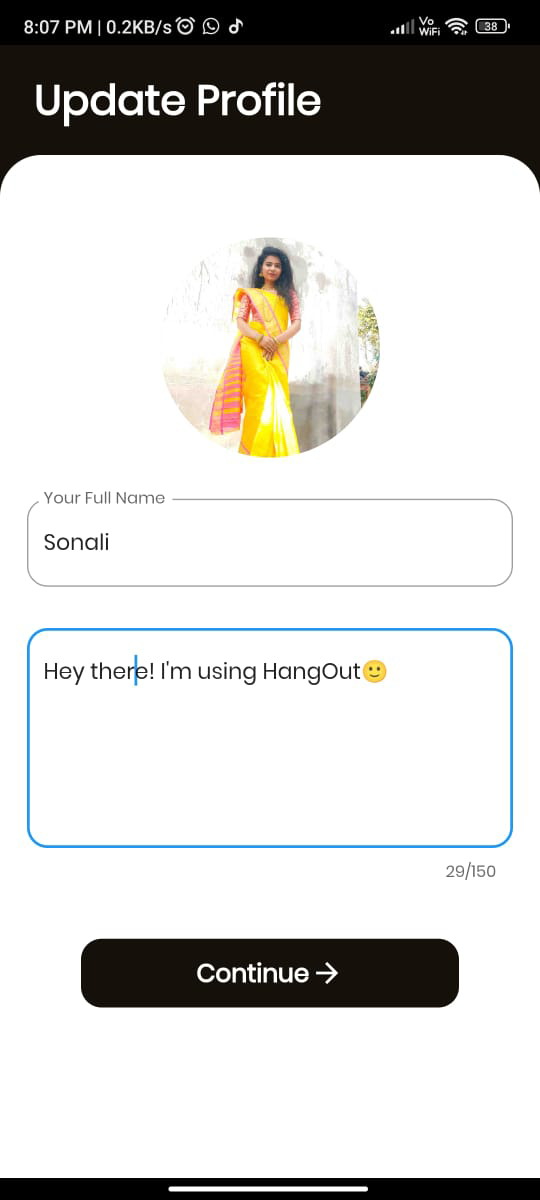 8:07 PM | 0.2KB/s
Vo
WiFi
38
Update Profile
Your Full Name
Sonali
Hey there! I'm using HangOut🙂
29/150
Continue →